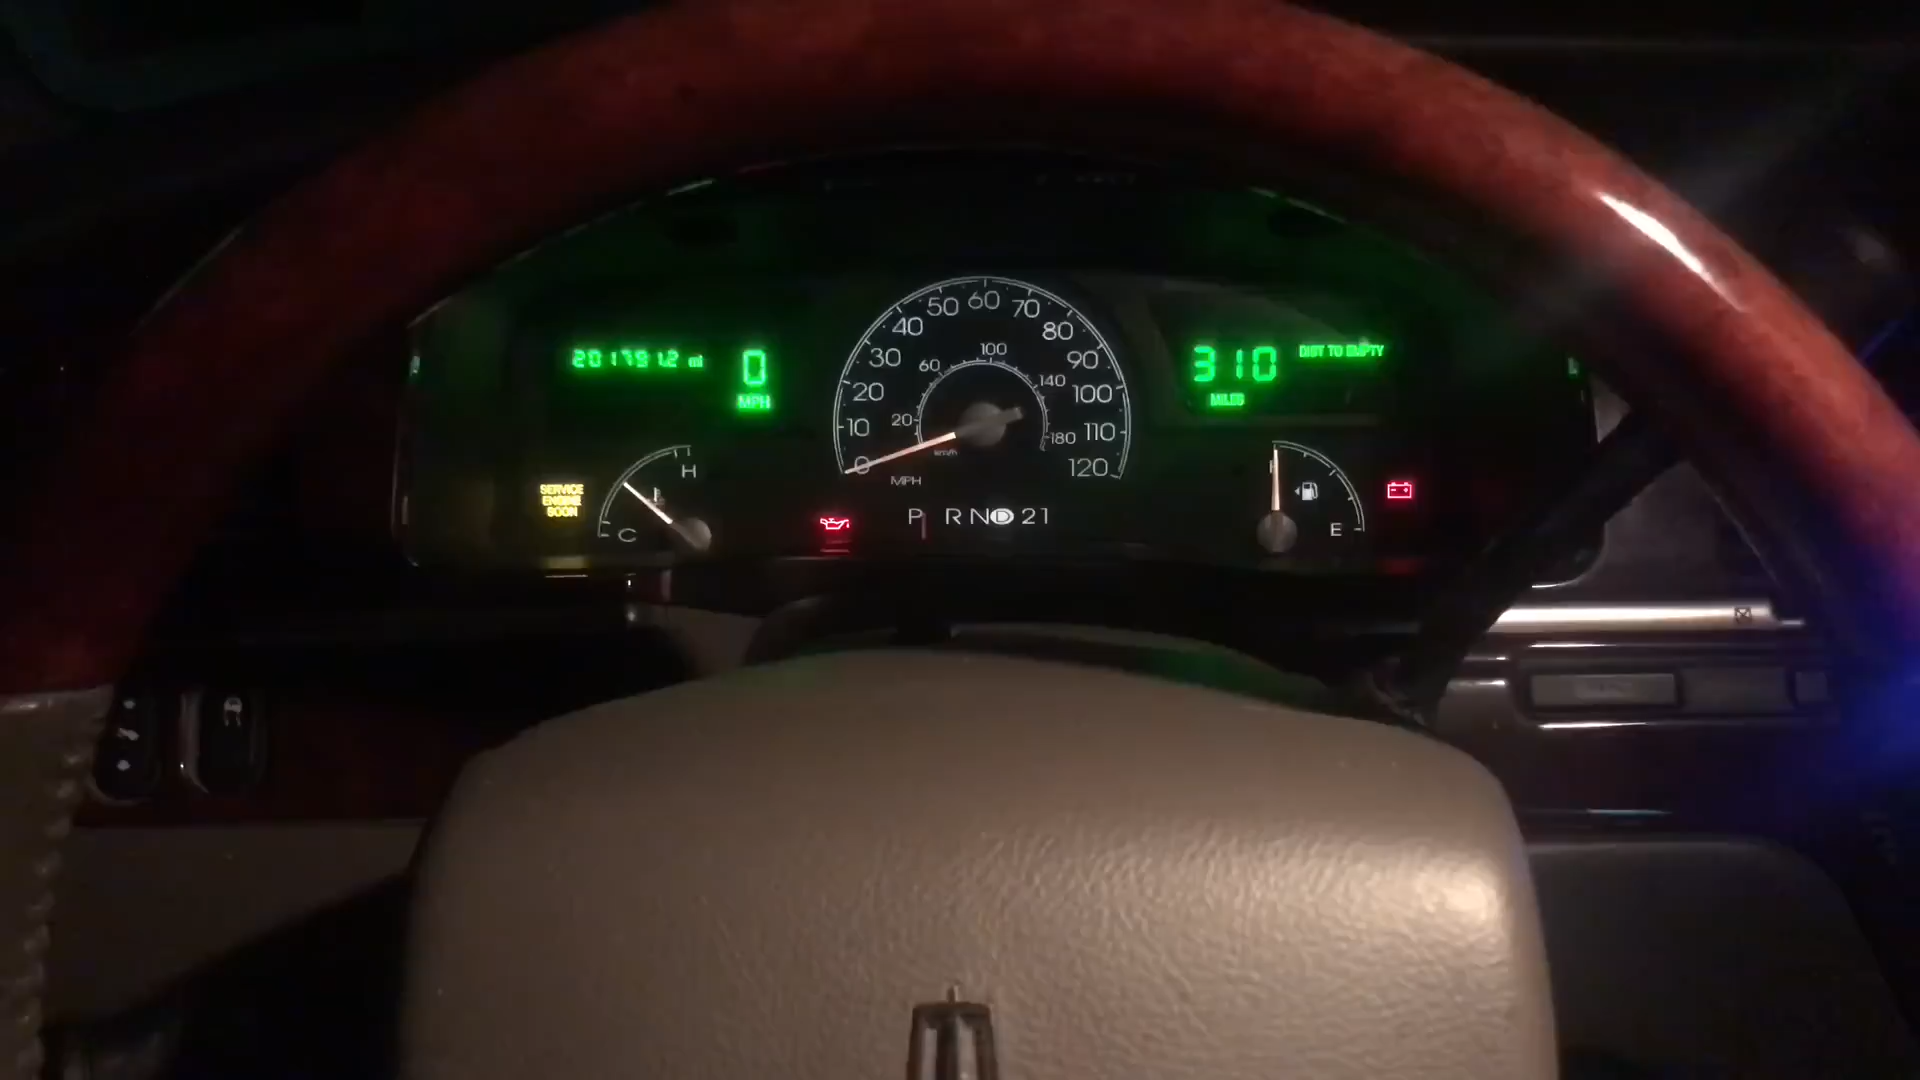 201791.2 mi
0
MPH
0 10 20 30 40 50 60 70 80 90 100 110 120
20 60 100 140 180
km/h
MPH
310 DIST TO EMPTY
MILES
SERVICE
ENGINE
SOON
H
C
P R N D 2 1
F
E